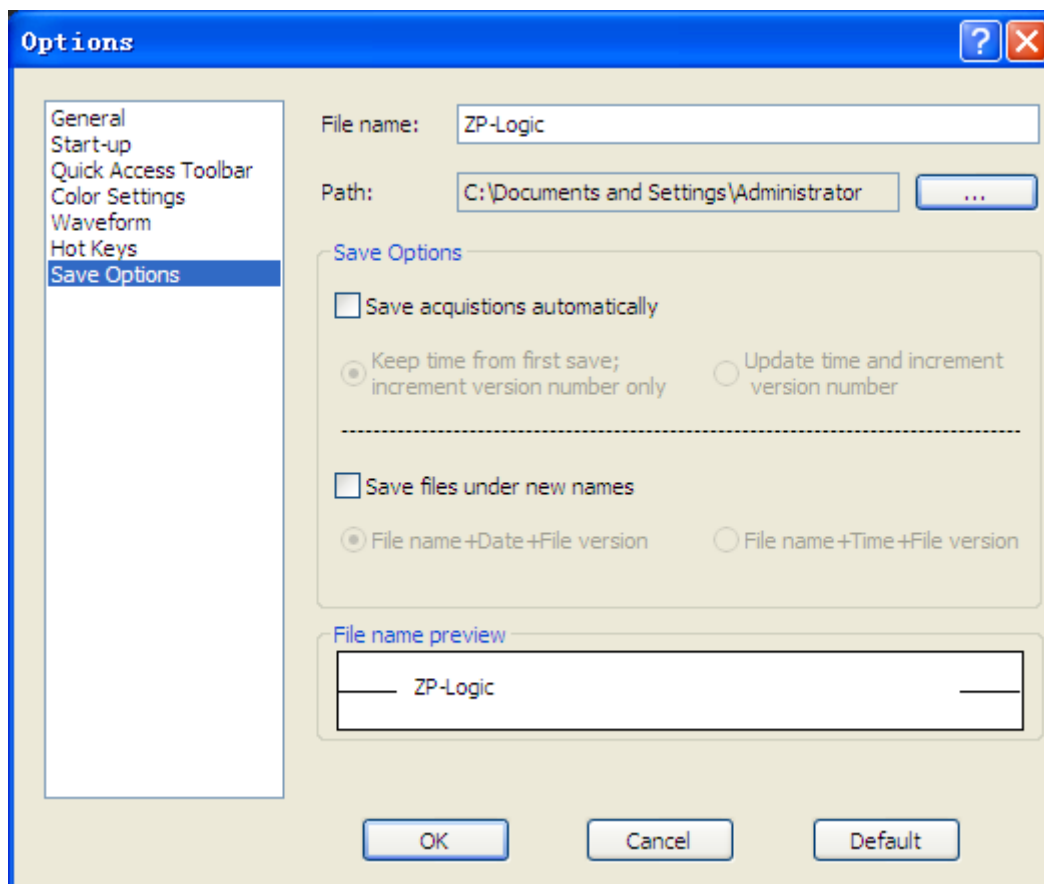 Options
General
Start-up
Quick Access Toolbar
Color Settings
Waveform
Hot Keys
Save Options
File name:
ZP-Logic
Path:
C:\Documents and Settings\Administrator
...
Save Options
Save acquistions automatically
Keep time from first save;
increment version number only
Update time and increment
version number
Save files under new names
File name+Date+File version
File name+Time+File version
File name preview
ZP-Logic
OK
Cancel
Default